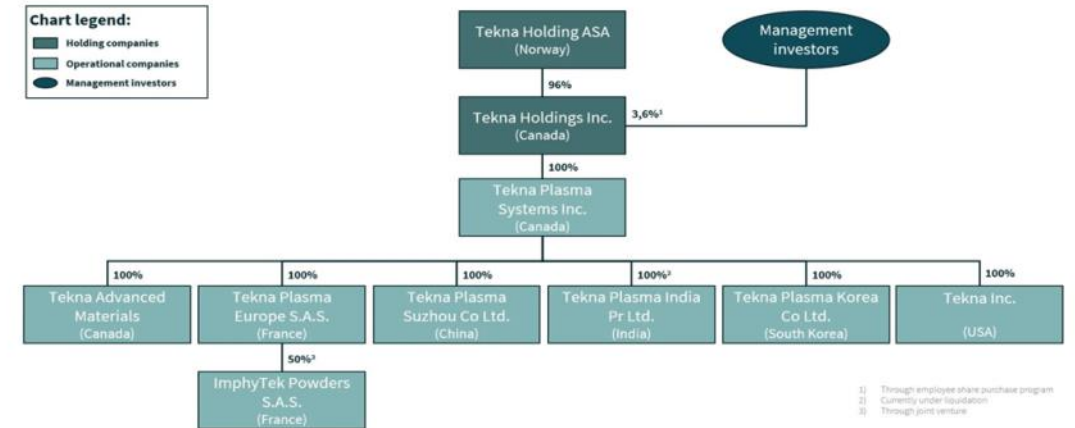 Chart legend:
Holding companies
Operational companies
Management investors
Tekna Holding ASA
(Norway)
Management
investors
96%
Tekna Holdings Inc.
(Canada)
3,6%¹
100%
Tekna Plasma
Systems Inc.
(Canada)
100%
100%
100%
100%²
100%
100%
Tekna Advanced
Materials
(Canada)
Tekna Plasma
Europe S.A.S.
(France)
Tekna Plasma
Suzhou Co Ltd.
(China)
Tekna Plasma India
Pr Ltd.
(India)
Tekna Plasma Korea
Co Ltd.
(South Korea)
Tekna Inc.
(USA)
50%³
ImphyTek Powders
S.A.S.
(France)
1) Through employee share purchase program
2) Currently under liquidation
3) Through joint venture